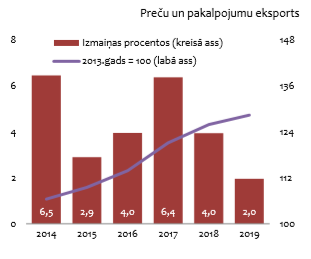 Preču un pakalpojumu eksports
8 148
Izmaiņas procentos (kreisā ass)
2013.gads = 100 (labā ass)
6 136
4 124
2 112
6,5 2,9 4,0 6,4 4,0 2,0
0 100
2014 2015 2016 2017 2018 2019